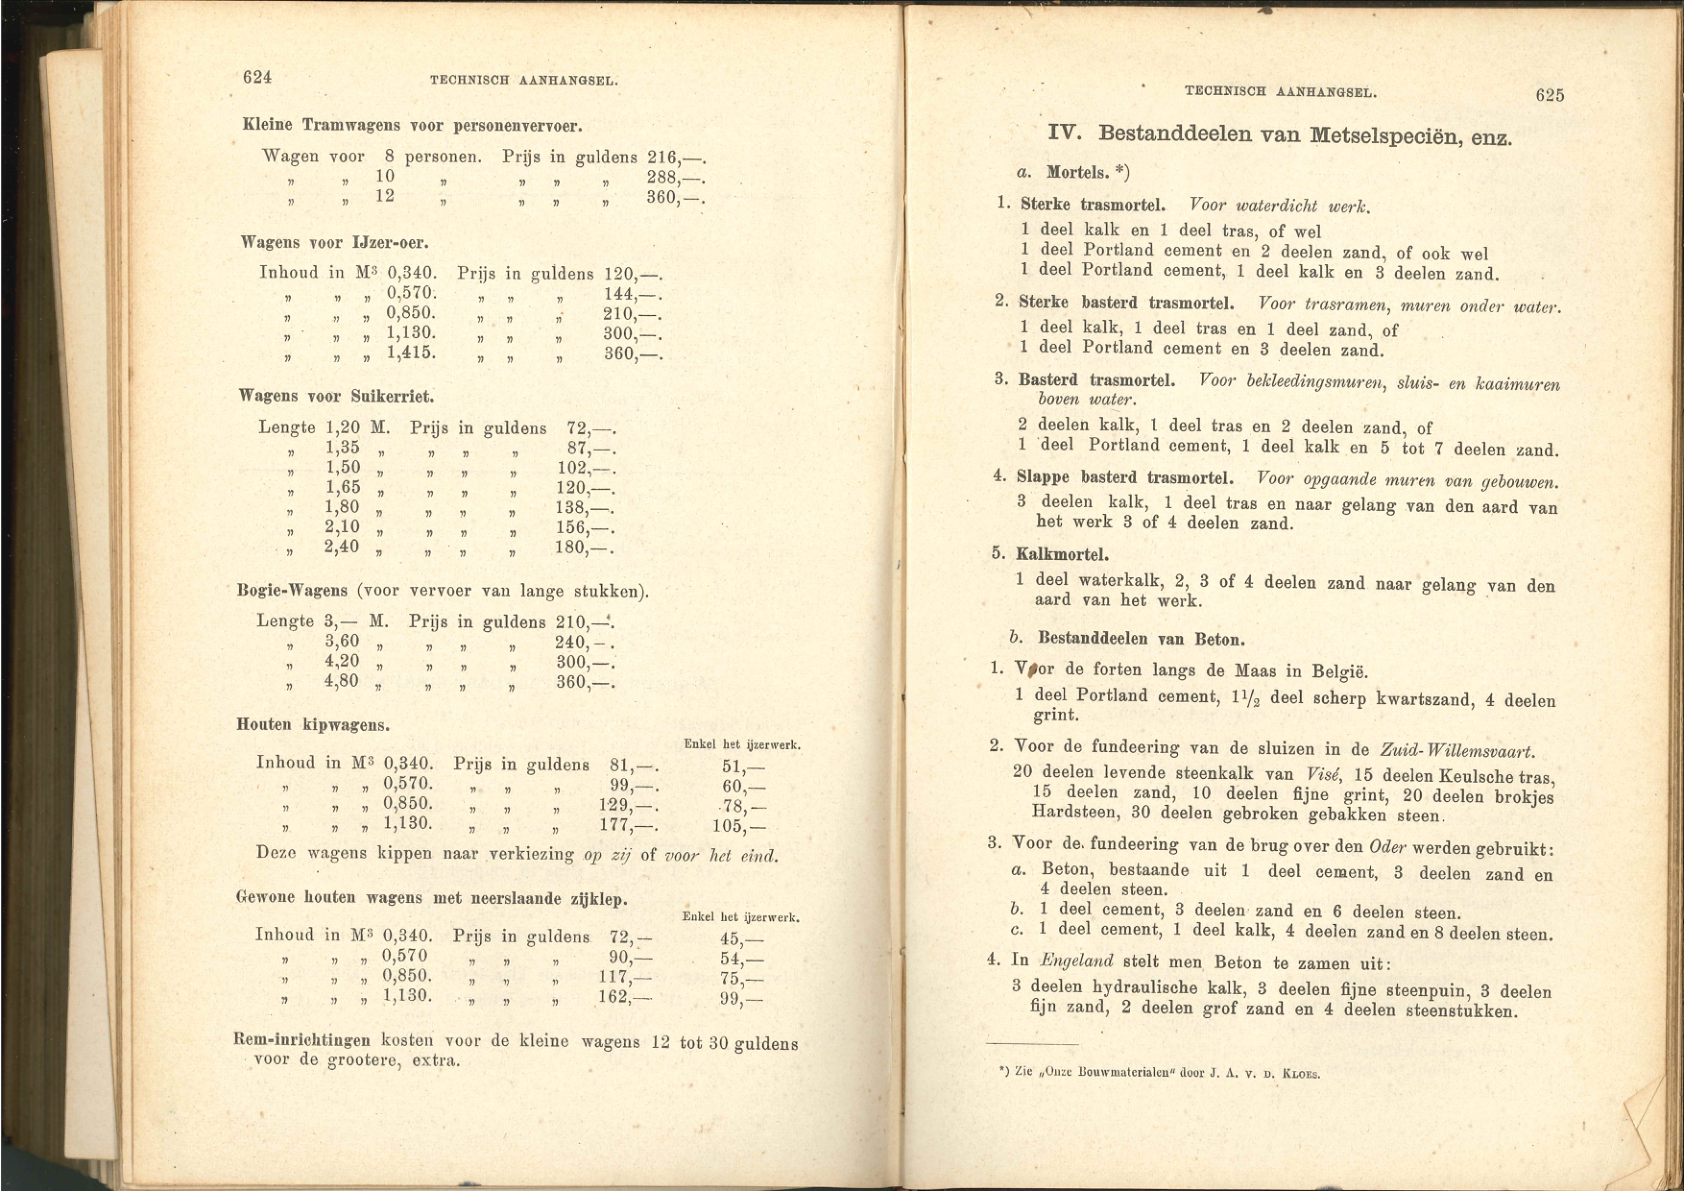 624
TECHNISCH AANHANGSEL.
Kleine Tramwagens voor personenvervoer.
Wagen voor 8 personen. Prijs in guldens 216,—.
„ „ 10 „ „ „ „ 288,—.
„ „ 12 „ „ „ „ 360,—.
Wagens voor IJzer-oer.
Inhoud in M³ 0,340. Prijs in guldens 120,—.
„ „ „ 0,570. „ „ „ 144,—.
„ „ „ 0,850. „ „ „ 210,—.
„ „ „ 1,130. „ „ „ 300,—.
„ „ „ 1,415. „ „ „ 360,—.
Wagens voor Suikerriet.
Lengte 1,20 M. Prijs in guldens 72,—.
„ 1,35 „ „ „ „ 87,—.
„ 1,50 „ „ „ „ 102,—.
„ 1,65 „ „ „ „ 120,—.
„ 1,80 „ „ „ „ 138,—.
„ 2,10 „ „ „ „ 156,—.
„ 2,40 „ „ „ „ 180,—.
Bogie-Wagens (voor vervoer van lange stukken).
Lengte 3,— M. Prijs in guldens 210,—.
„ 3,60 „ „ „ „ 240,—.
„ 4,20 „ „ „ „ 300,—.
„ 4,80 „ „ „ „ 360,—.
Houten kipwagens.
Enkel het ijzerwerk.
Inhoud in M³ 0,340. Prijs in guldens 81,—. 51,—
„ „ „ 0,570. „ „ „ 99,—. 60,—
„ „ „ 0,850. „ „ „ 129,—. 78,—
„ „ „ 1,130. „ „ „ 177,—. 105,—
Deze wagens kippen naar verkiezing op zij of voor het eind.
Gewone houten wagens met neerslaande zijklep.
Enkel het ijzerwerk.
Inhoud in M³ 0,340. Prijs in guldens 72,— 45,—
„ „ „ 0,570 „ „ „ 90,— 54,—
„ „ „ 0,850. „ „ „ 117,— 75,—
„ „ „ 1,130. „ „ „ 162,— 99,—
Rem-inrichtingen kosten voor de kleine wagens 12 tot 30 guldens
voor de grootere, extra.
TECHNISCH AANHANGSEL.
625
IV. Bestanddeelen van Metselspeciën, enz.
a. Mortels. *)
1. Sterke trasmortel. Voor waterdicht werk.
1 deel kalk en 1 deel tras, of wel
1 deel Portland cement en 2 deelen zand, of ook wel
1 deel Portland cement, 1 deel kalk en 3 deelen zand.
2. Sterke basterd trasmortel. Voor trasramen, muren onder water.
1 deel kalk, 1 deel tras en 1 deel zand, of
1 deel Portland cement en 3 deelen zand.
3. Basterd trasmortel. Voor bekleedingsmuren, sluis- en kaaimuren
boven water.
2 deelen kalk, 1 deel tras en 2 deelen zand, of
1 deel Portland cement, 1 deel kalk en 5 tot 7 deelen zand.
4. Slappe basterd trasmortel. Voor opgaande muren van gebouwen.
3 deelen kalk, 1 deel tras en naar gelang van den aard van
het werk 3 of 4 deelen zand.
5. Kalkmortel.
1 deel waterkalk, 2, 3 of 4 deelen zand naar gelang van den
aard van het werk.
b. Bestanddeelen van Beton.
1. Voor de forten langs de Maas in België.
1 deel Portland cement, 1½ deel scherp kwartszand, 4 deelen
grint.
2. Voor de fundeering van de sluizen in de Zuid-Willemsvaart.
20 deelen levende steenkalk van Visé, 15 deelen Keulsche tras,
15 deelen zand, 10 deelen fijne grint, 20 deelen brokjes
Hardsteen, 30 deelen gebroken gebakken steen.
3. Voor de fundeering van de brug over den Oder werden gebruikt:
a. Beton, bestaande uit 1 deel cement, 3 deelen zand en
4 deelen steen.
b. 1 deel cement, 3 deelen zand en 6 deelen steen.
c. 1 deel cement, 1 deel kalk, 4 deelen zand en 8 deelen steen.
4. In Engeland stelt men Beton te zamen uit:
3 deelen hydraulische kalk, 3 deelen fijne steenpuin, 3 deelen
fijn zand, 2 deelen grof zand en 4 deelen steenstukken.
*) Zie „Onze Bouwmaterialen" door J. A. v. d. Kloes.